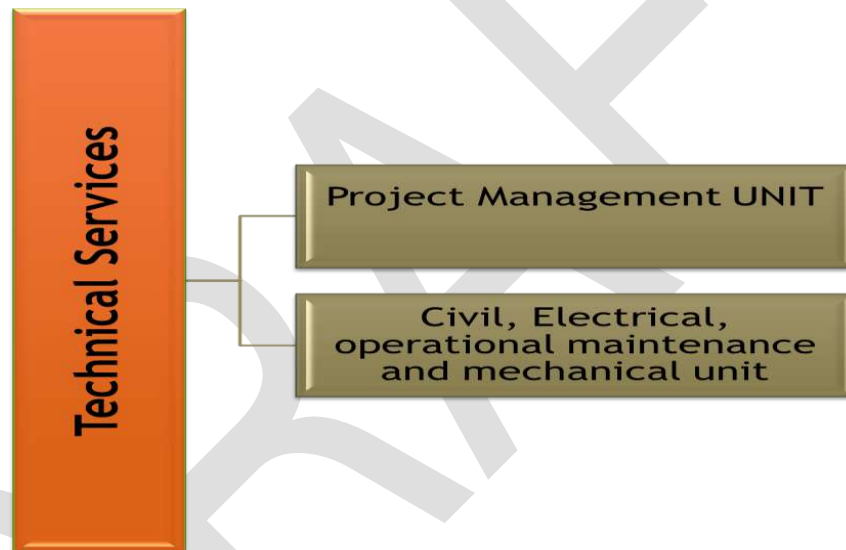 Technical Services
Project Management UNIT
Civil, Electrical,
operational maintenance
and mechanical unit